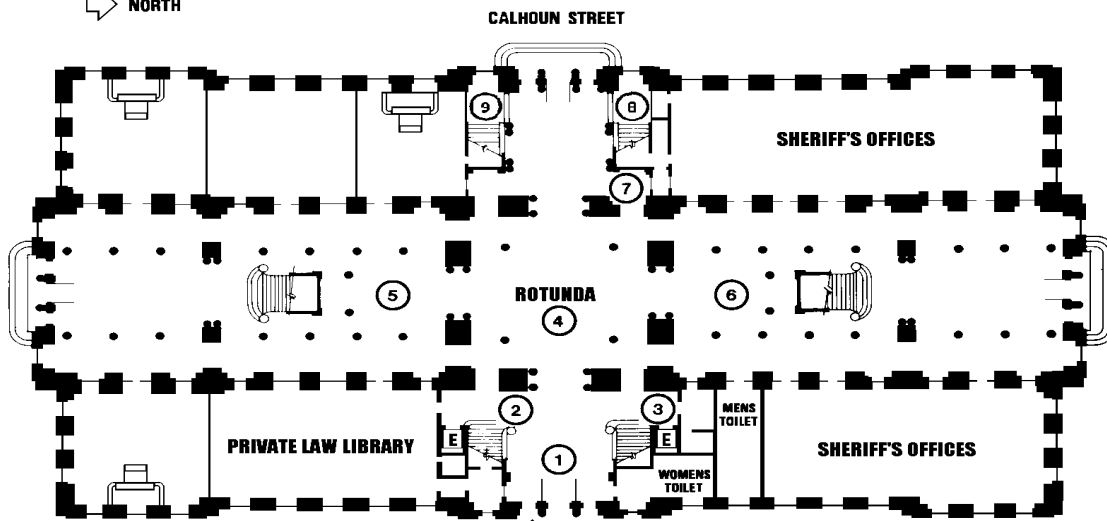 NORTH
CALHOUN STREET
9
8
SHERIFF'S OFFICES
7
5
ROTUNDA
6
4
2
3
MENS
TOILET
PRIVATE LAW LIBRARY
E
E
SHERIFF'S OFFICES
1
WOMENS
TOILET